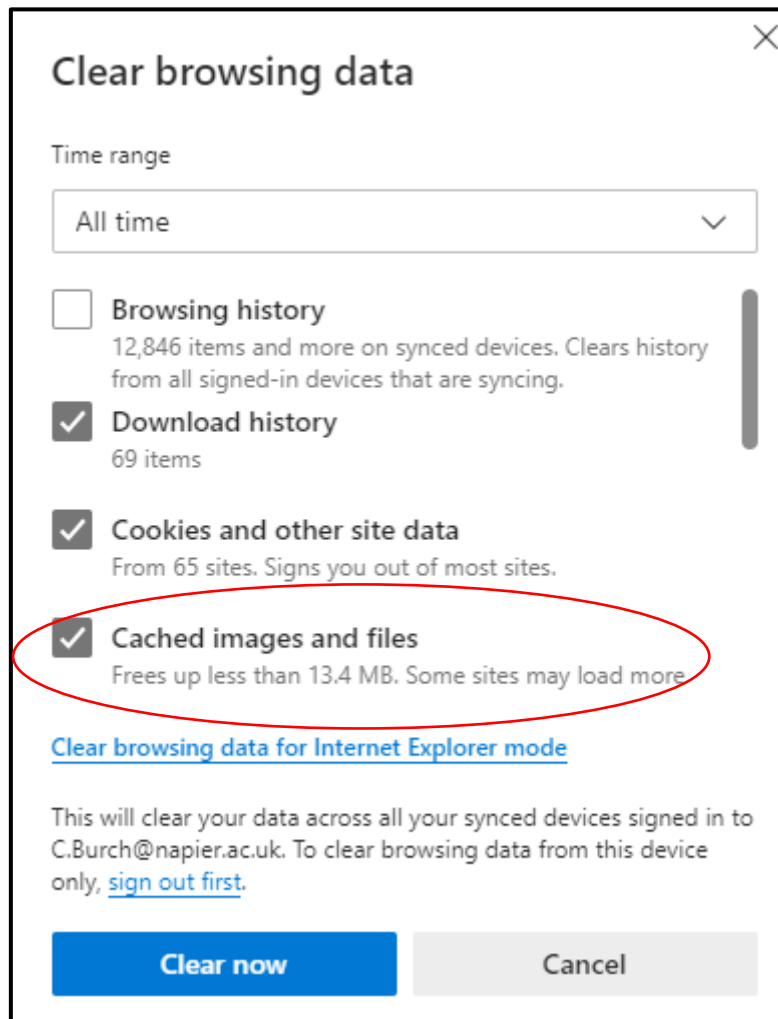 Clear browsing data
Time range
All time
Browsing history
12,846 items and more on synced devices. Clears history
from all signed-in devices that are syncing.
Download history
69 items
Cookies and other site data
From 65 sites. Signs you out of most sites.
Cached images and files
Frees up less than 13.4 MB. Some sites may load more
Clear browsing data for Internet Explorer mode
This will clear your data across all your synced devices signed in to
C.Burch@napier.ac.uk. To clear browsing data from this device
only, sign out first.
Clear now
Cancel